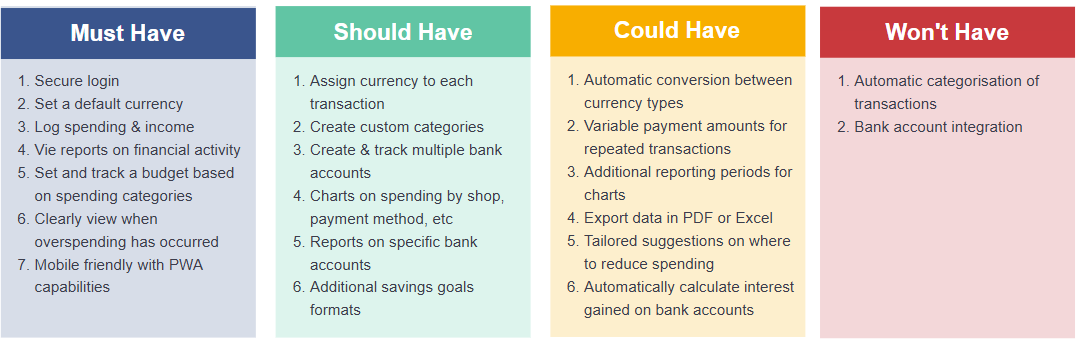 Must Have
1. Secure login
2. Set a default currency
3. Log spending & income
4. Vie reports on financial activity
5. Set and track a budget based
on spending categories
6. Clearly view when
overspending has occurred
7. Mobile friendly with PWA
capabilities
Should Have
1. Assign currency to each
transaction
2. Create custom categories
3. Create & track multiple bank
accounts
4. Charts on spending by shop,
payment method, etc
5. Reports on specific bank
accounts
6. Additional savings goals
formats
Could Have
1. Automatic conversion between
currency types
2. Variable payment amounts for
repeated transactions
3. Additional reporting periods for
charts
4. Export data in PDF or Excel
5. Tailored suggestions on where
to reduce spending
6. Automatically calculate interest
gained on bank accounts
Won't Have
1. Automatic categorisation of
transactions
2. Bank account integration